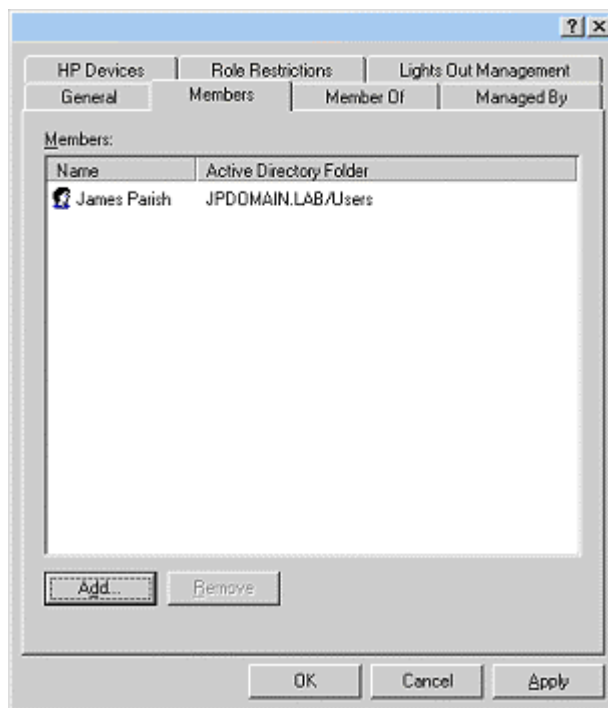 ? ×
HP Devices Role Restrictions Lights Out Management
General Members Member Of Managed By
Members:
Name Active Directory Folder
James Parish JPDOMAIN.LAB/Users
Add... Remove
OK Cancel Apply